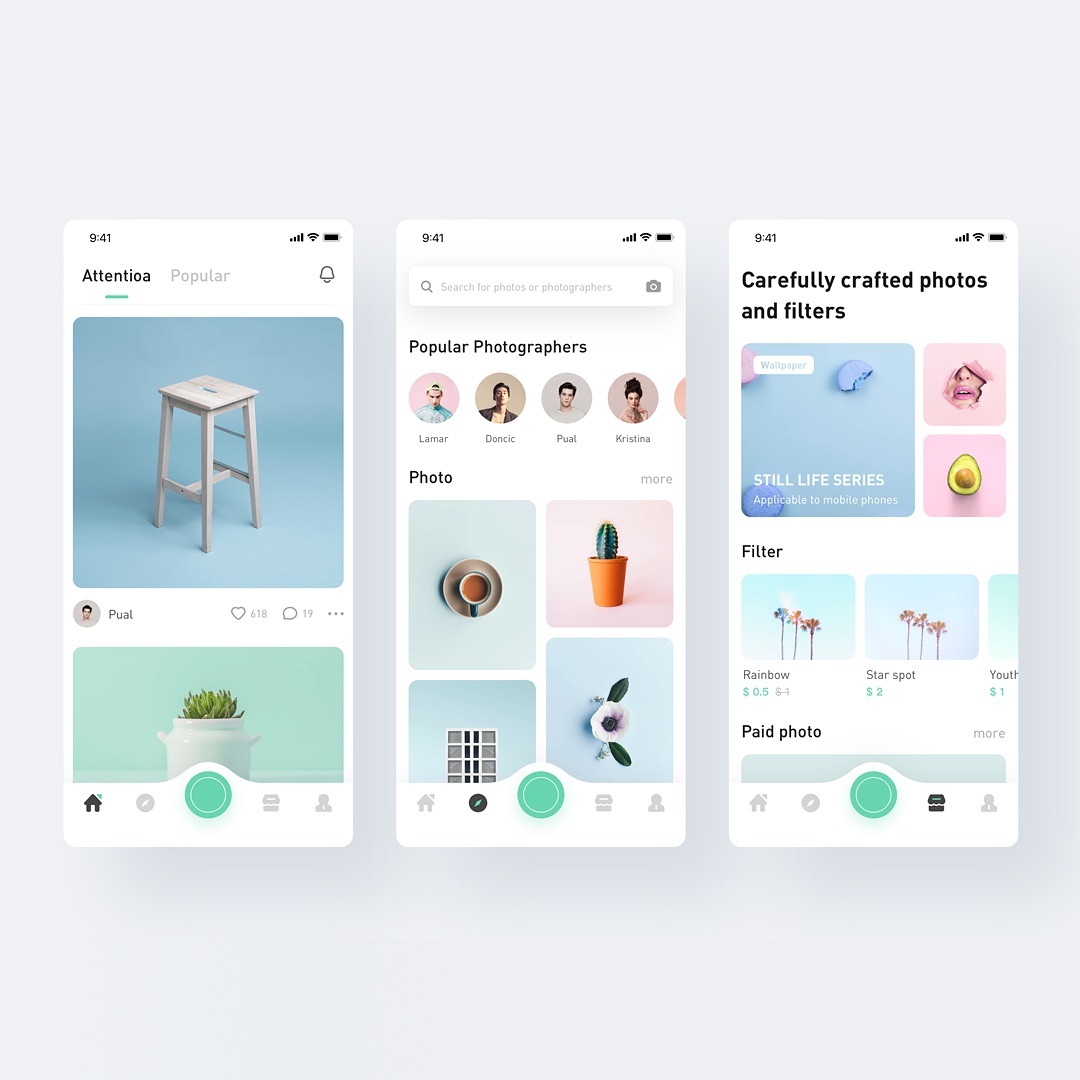 9:41
Attentioa Popular
Pual 618 19
9:41
Search for photos or photographers
Popular Photographers
Lamar Doncic Pual Kristina
Photo more
9:41
Carefully crafted photos
and filters
Wallpaper
STILL LIFE SERIES
Applicable to mobile phones
Filter
Rainbow Star spot Youth
$ 0.5 $ 1 $ 2 $ 1
Paid photo more